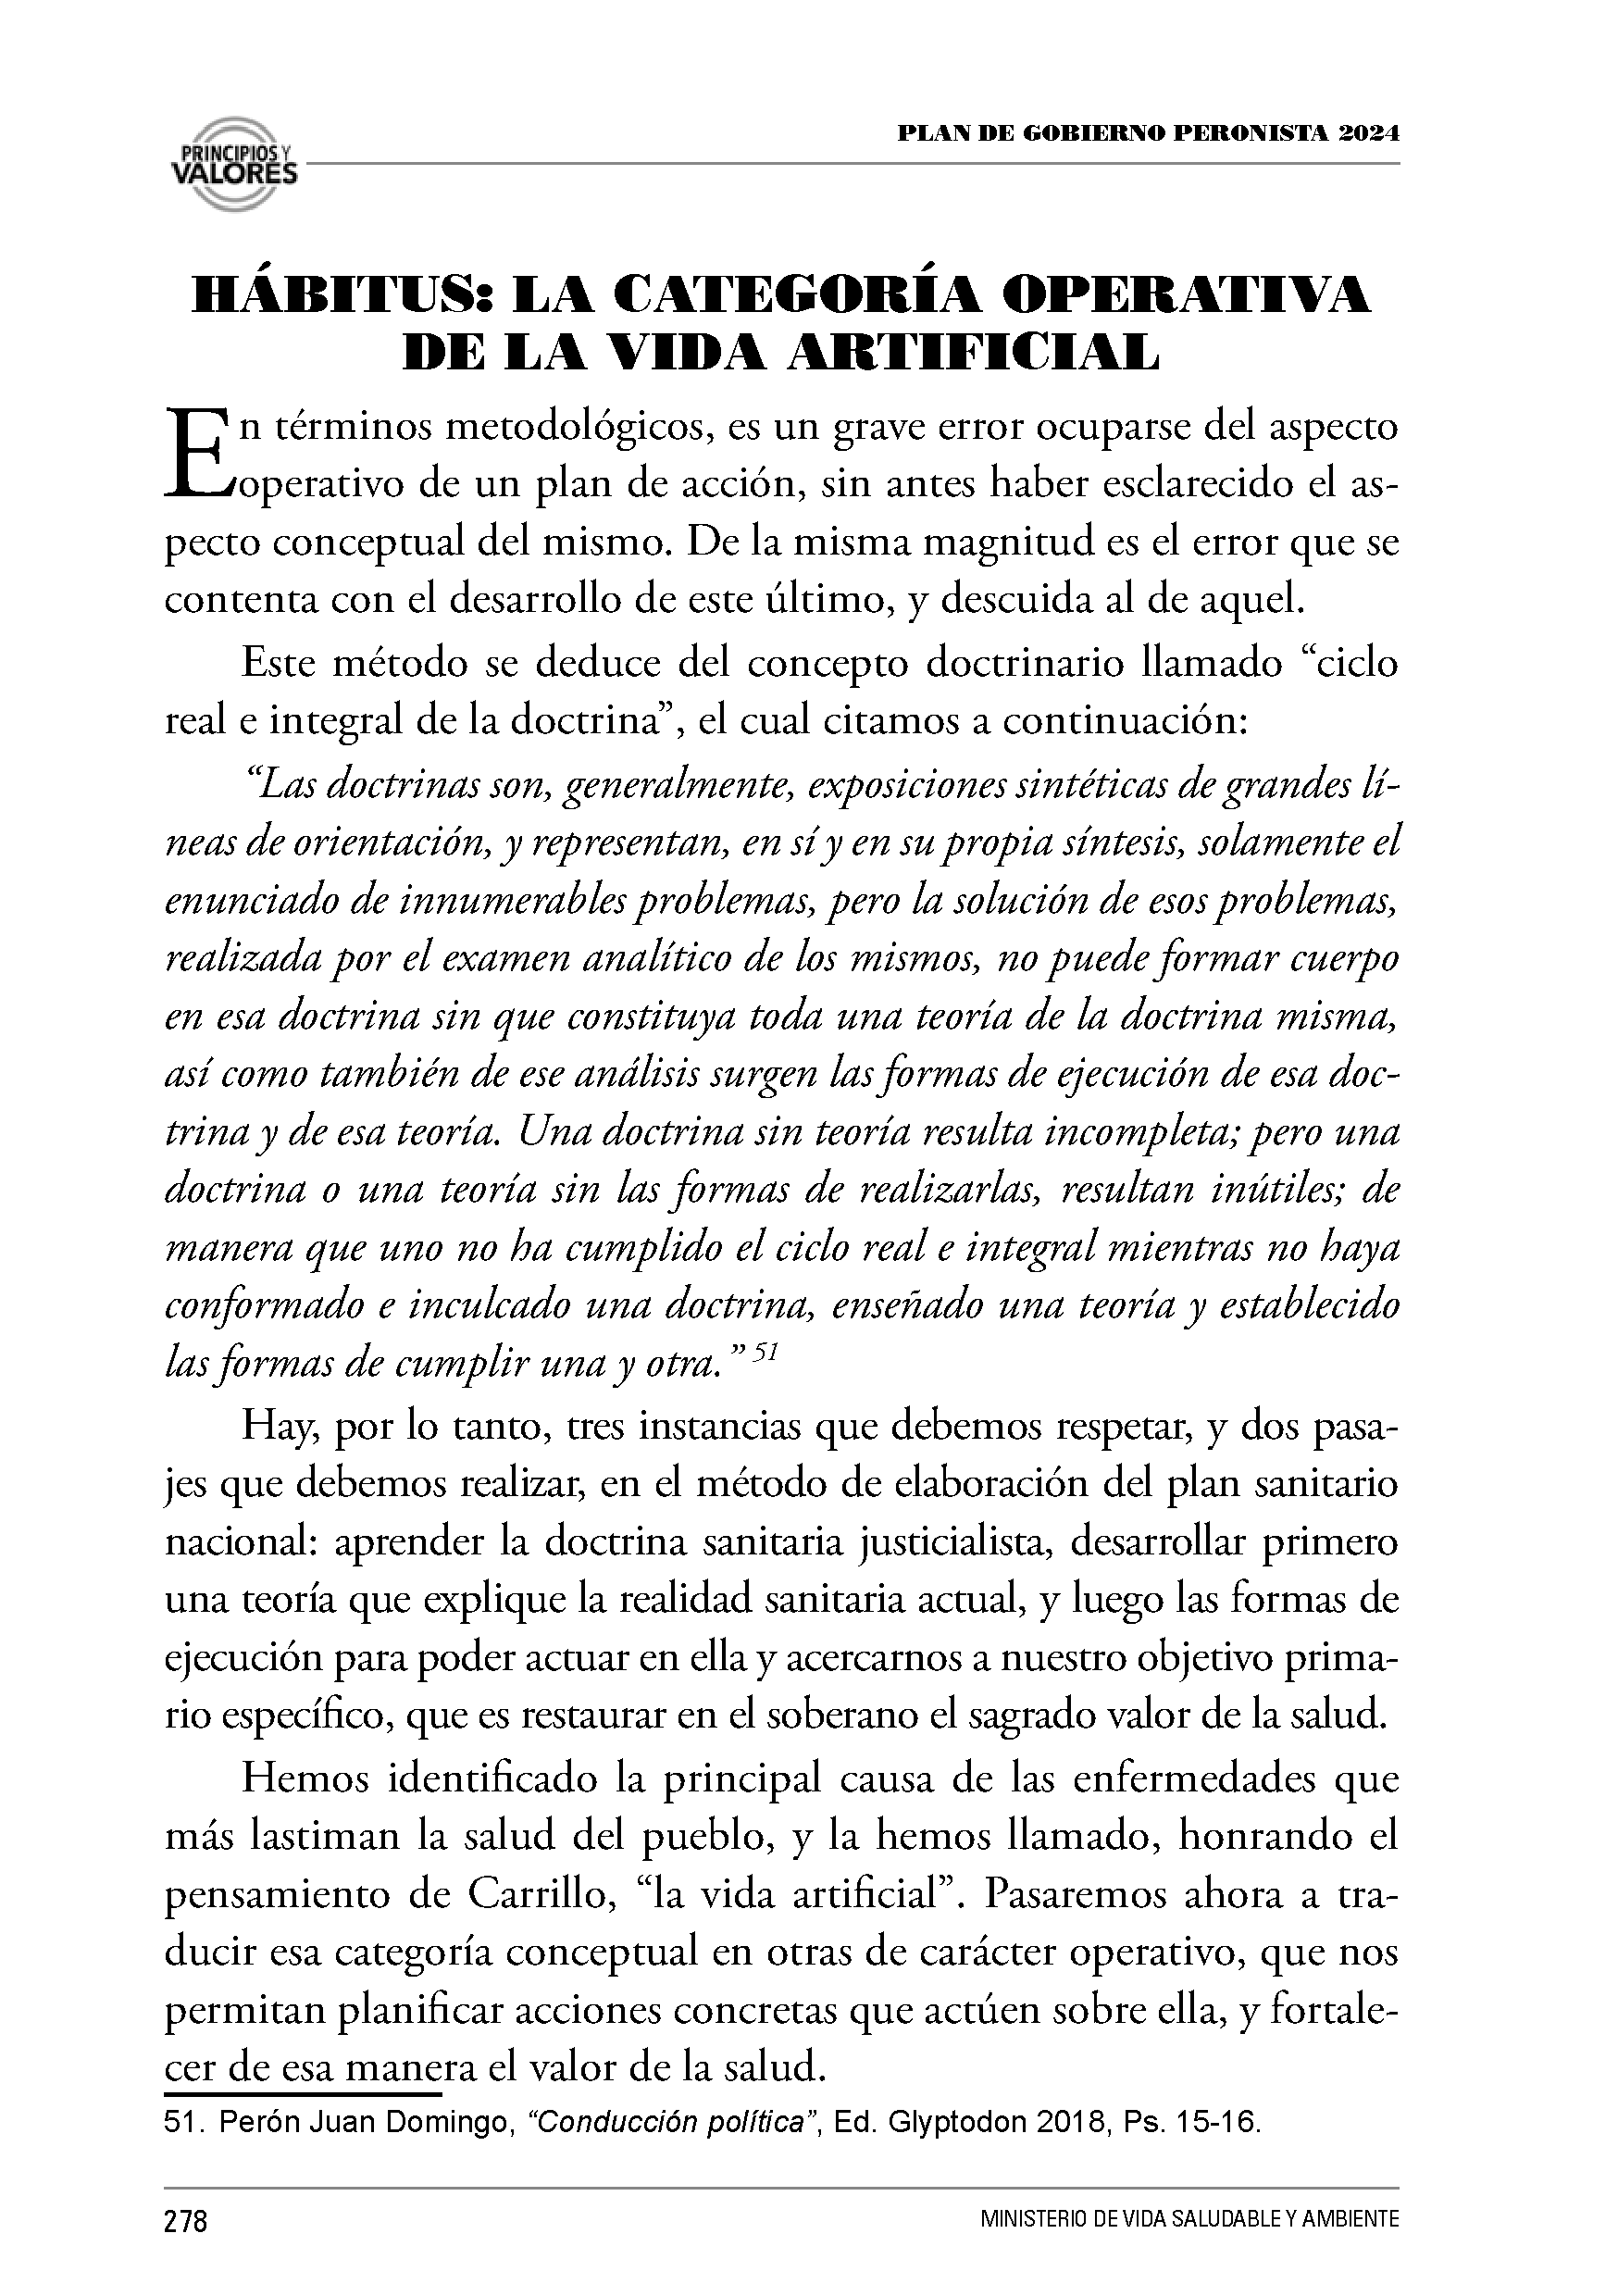 PRINCIPIOS Y
VALORES
PLAN DE GOBIERNO PERONISTA 2024
HÁBITUS: LA CATEGORÍA OPERATIVA
DE LA VIDA ARTIFICIAL
En términos metodológicos, es un grave error ocuparse del aspecto
operativo de un plan de acción, sin antes haber esclarecido el as-
pecto conceptual del mismo. De la misma magnitud es el error que se
contenta con el desarrollo de este último, y descuida al de aquel.
Este método se deduce del concepto doctrinario llamado “ciclo
real e integral de la doctrina”, el cual citamos a continuación:
“Las doctrinas son, generalmente, exposiciones sintéticas de grandes lí-
neas de orientación, y representan, en sí y en su propia síntesis, solamente el
enunciado de innumerables problemas, pero la solución de esos problemas,
realizada por el examen analítico de los mismos, no puede formar cuerpo
en esa doctrina sin que constituya toda una teoría de la doctrina misma,
así como también de ese análisis surgen las formas de ejecución de esa doc-
trina y de esa teoría. Una doctrina sin teoría resulta incompleta; pero una
doctrina o una teoría sin las formas de realizarlas, resultan inútiles; de
manera que uno no ha cumplido el ciclo real e integral mientras no haya
conformado e inculcado una doctrina, enseñado una teoría y establecido
las formas de cumplir una y otra.” 51
Hay, por lo tanto, tres instancias que debemos respetar, y dos pasa-
jes que debemos realizar, en el método de elaboración del plan sanitario
nacional: aprender la doctrina sanitaria justicialista, desarrollar primero
una teoría que explique la realidad sanitaria actual, y luego las formas de
ejecución para poder actuar en ella y acercarnos a nuestro objetivo prima-
rio específico, que es restaurar en el soberano el sagrado valor de la salud.
Hemos identificado la principal causa de las enfermedades que
más lastiman la salud del pueblo, y la hemos llamado, honrando el
pensamiento de Carrillo, “la vida artificial”. Pasaremos ahora a tra-
ducir esa categoría conceptual en otras de carácter operativo, que nos
permitan planificar acciones concretas que actúen sobre ella, y fortale-
cer de esa manera el valor de la salud.
51. Perón Juan Domingo, “Conducción política”, Ed. Glyptodon 2018, Ps. 15-16.
278
MINISTERIO DE VIDA SALUDABLE Y AMBIENTE